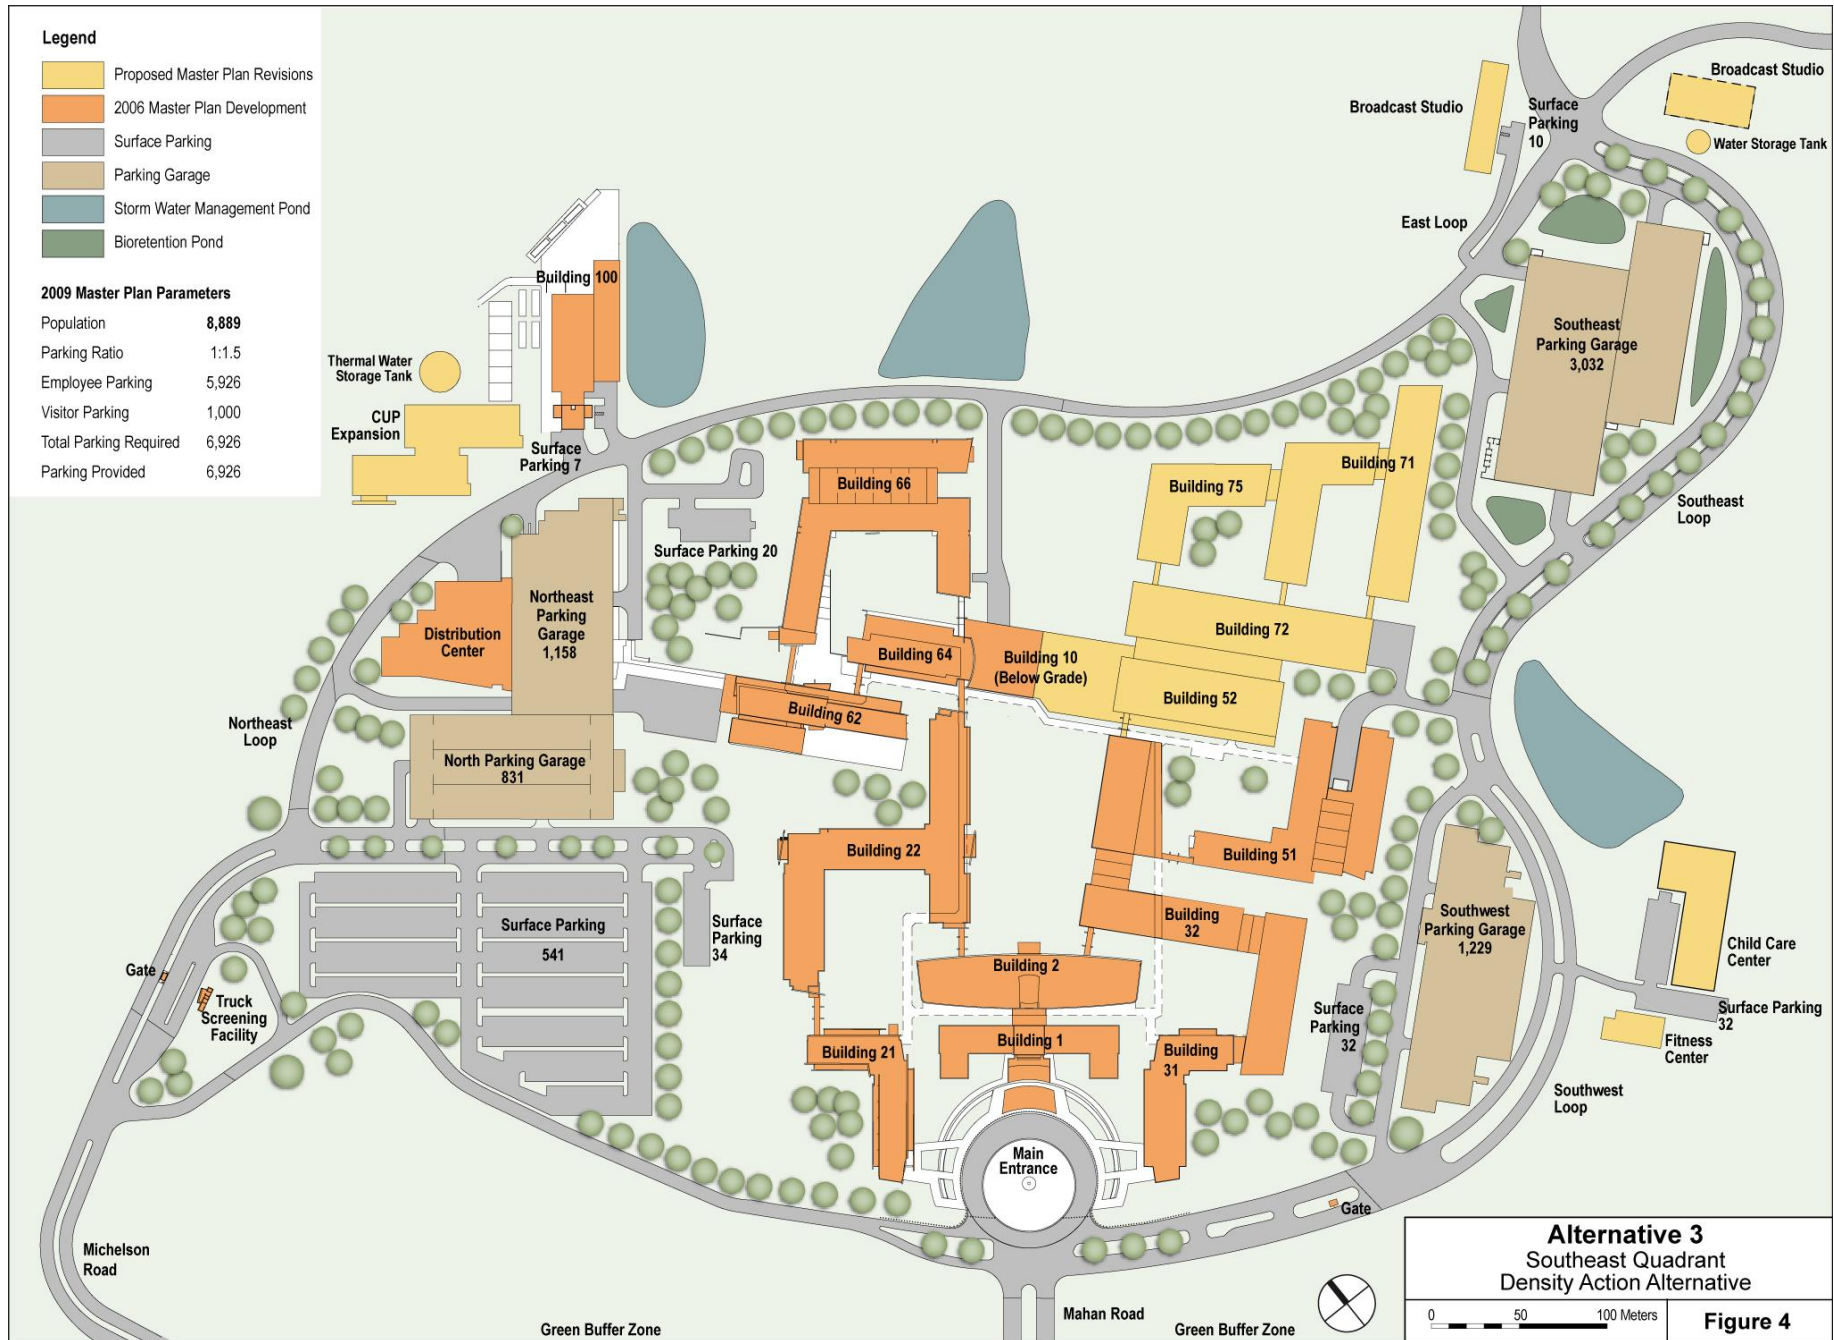 Legend
Proposed Master Plan Revisions
2006 Master Plan Development
Surface Parking
Parking Garage
Storm Water Management Pond
Bioretention Pond
2009 Master Plan Parameters
Population 8,889
Parking Ratio 1:1.5
Employee Parking 5,926
Visitor Parking 1,000
Total Parking Required 6,926
Parking Provided 6,926
Broadcast Studio
Broadcast Studio
Surface
Parking
10
Water Storage Tank
East Loop
Building 100
Thermal Water
Storage Tank
CUP
Expansion
Surface
Parking 7
Southeast
Parking Garage
3,032
Building 66
Building 75
Building 71
Southeast
Loop
Surface Parking 20
Northeast
Parking
Garage
1,158
Distribution
Center
Building 64
Building 10
(Below Grade)
Building 72
Building 52
Building 62
Northeast
Loop
North Parking Garage
831
Building 22
Building 51
Surface Parking
541
Surface
Parking
34
Building
32
Southwest
Parking Garage
1,229
Child Care
Center
Gate
Truck
Screening
Facility
Building 2
Surface
Parking
32
Surface Parking
32
Fitness
Center
Building 21
Building 1
Building
31
Southwest
Loop
Main
Entrance
Gate
Michelson
Road
Mahan Road
Green Buffer Zone
Green Buffer Zone
Alternative 3
Southeast Quadrant
Density Action Alternative
0 50 100 Meters
Figure 4